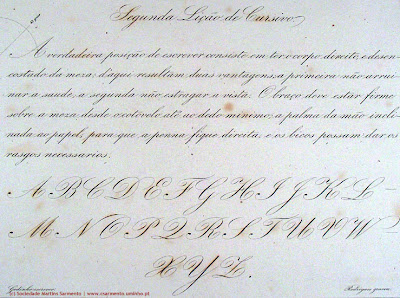 Segunda Lição de Cursivo.
A verdadeira posição de escrever consiste em ter o corpo direito, e desen-
costado da meza: daqui resultam duas vantagens: a primeira não arrui-
nar a saude, a segunda não estragar a vista. O braço deve estar firme
sobre a meza desde o cotovelo até ao dedo minimo; a palma da mão incli-
nada ao papel, para que a penna fique direita, e os bicos possam dar os
rasgos necessarios.
A B C D E F G H I J K L
M N O P Q R S T U V W
X Y Z.
Godinho Rodrigues
(c) Sociedade Martins Sarmento | www.csarmento.uminho.pt